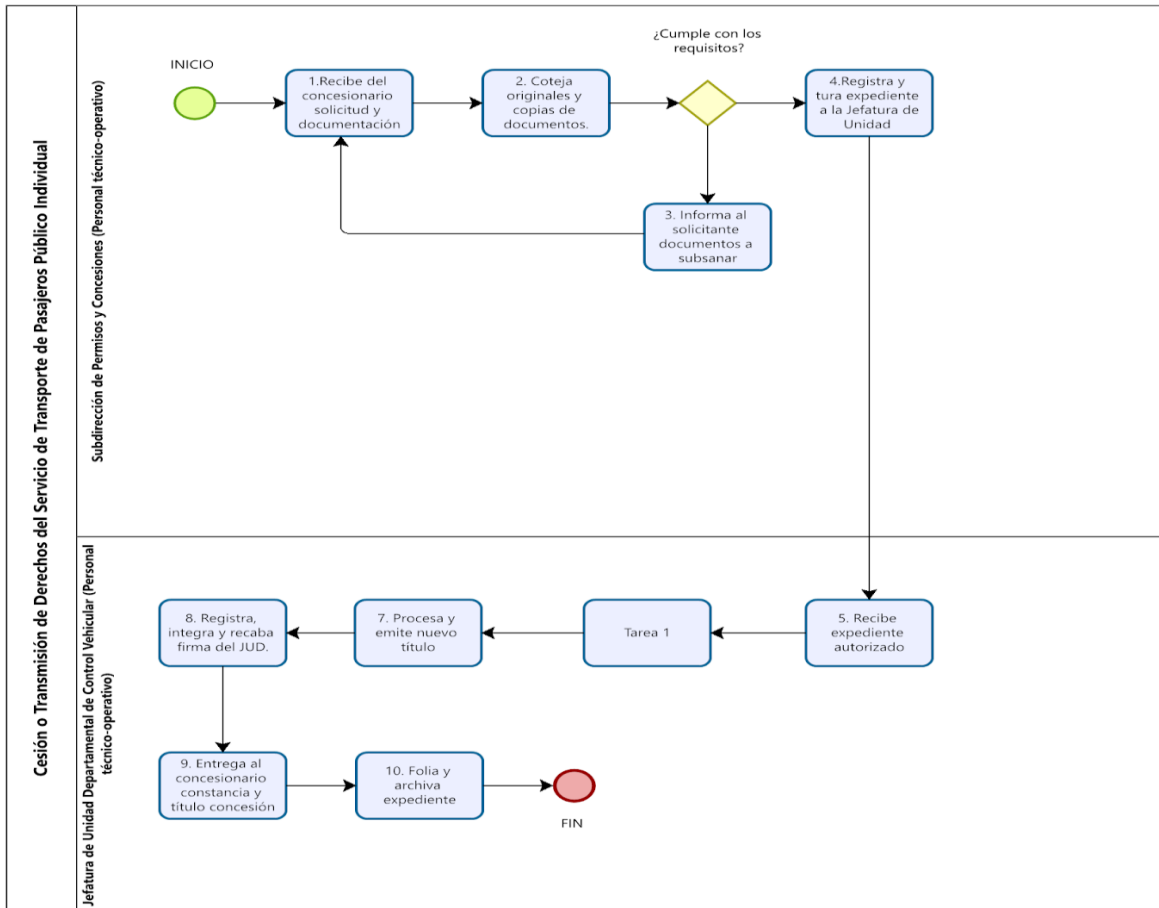 Cesión o Transmisión de Derechos del Servicio de Transporte de Pasajeros Público Individual
Subdirección de Permisos y Concesiones (Personal técnico-operativo)
INICIO
1.Recibe del
concesionario
solicitud y
documentación
2. Coteja
originales y
copias de
documentos.
¿Cumple con los
requisitos?
4.Registra y
tura expediente
a la Jefatura de
Unidad
3. Informa al
solicitante
documentos a
subsanar
Jefatura de Unidad Departamental de Control Vehicular (Personal
técnico-operativo)
5. Recibe
expediente
autorizado
Tarea 1
7. Procesa y
emite nuevo
título
8. Registra,
integra y recaba
firma del JUD.
9. Entrega al
concesionario
constancia y
título concesión
10. Folia y
archiva
expediente
FIN